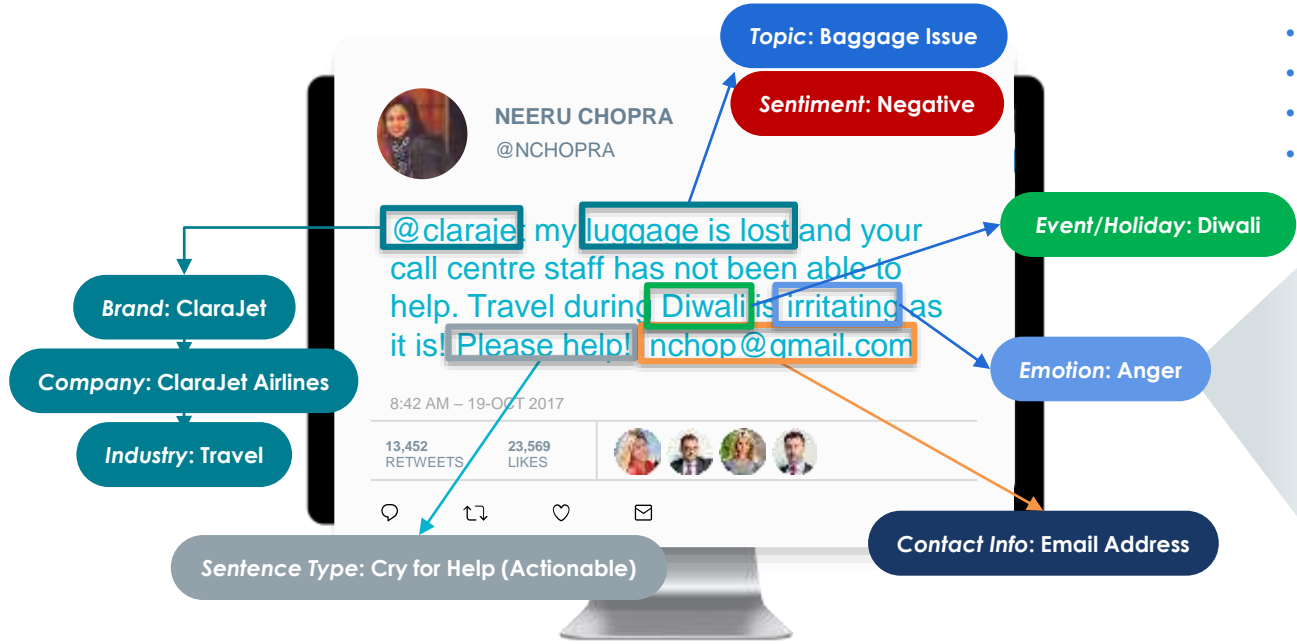 Topic: Baggage Issue
Sentiment: Negative
NEERU CHOPRA
@NCHOPRA
@clarajet my luggage is lost and your
call centre staff has not been able to
help. Travel during Diwali is irritating as
it is! Please help! nchop@gmail.com
Event/Holiday: Diwali
Brand: ClaraJet
Company: ClaraJet Airlines
Industry: Travel
Emotion: Anger
8:42 AM – 19-OCT 2017
13,452 23,569
RETWEETS LIKES
Contact Info: Email Address
Sentence Type: Cry for Help (Actionable)